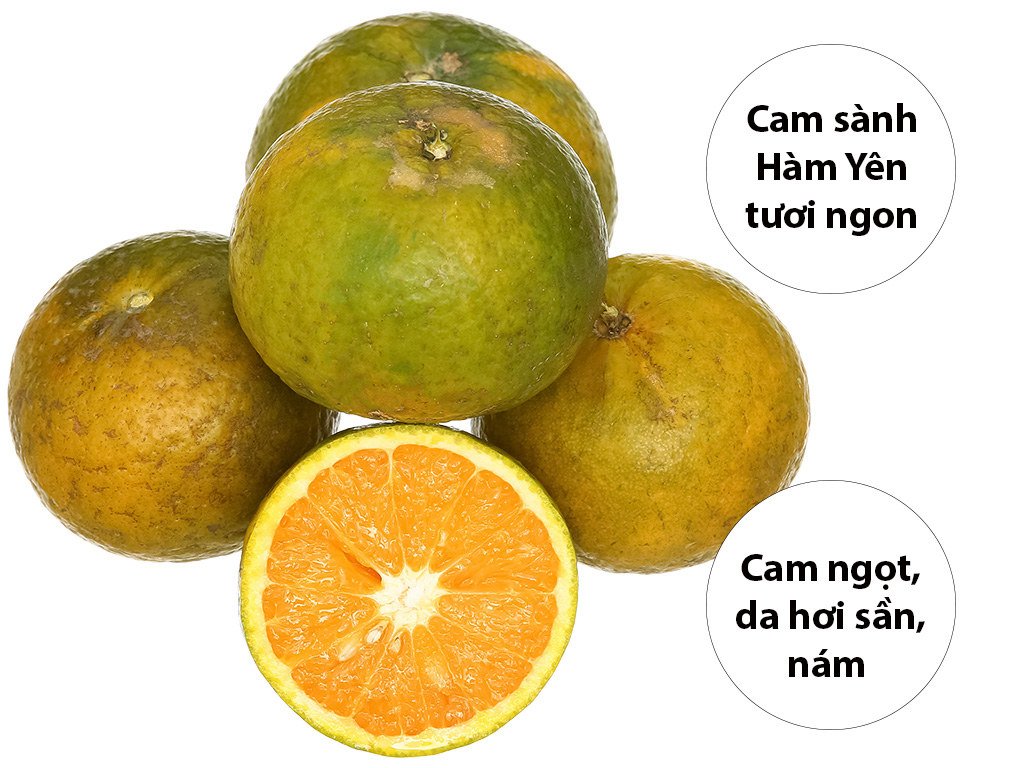 Cam sành
Hàm Yên
tươi ngon
Cam ngọt,
da hơi sần,
nám